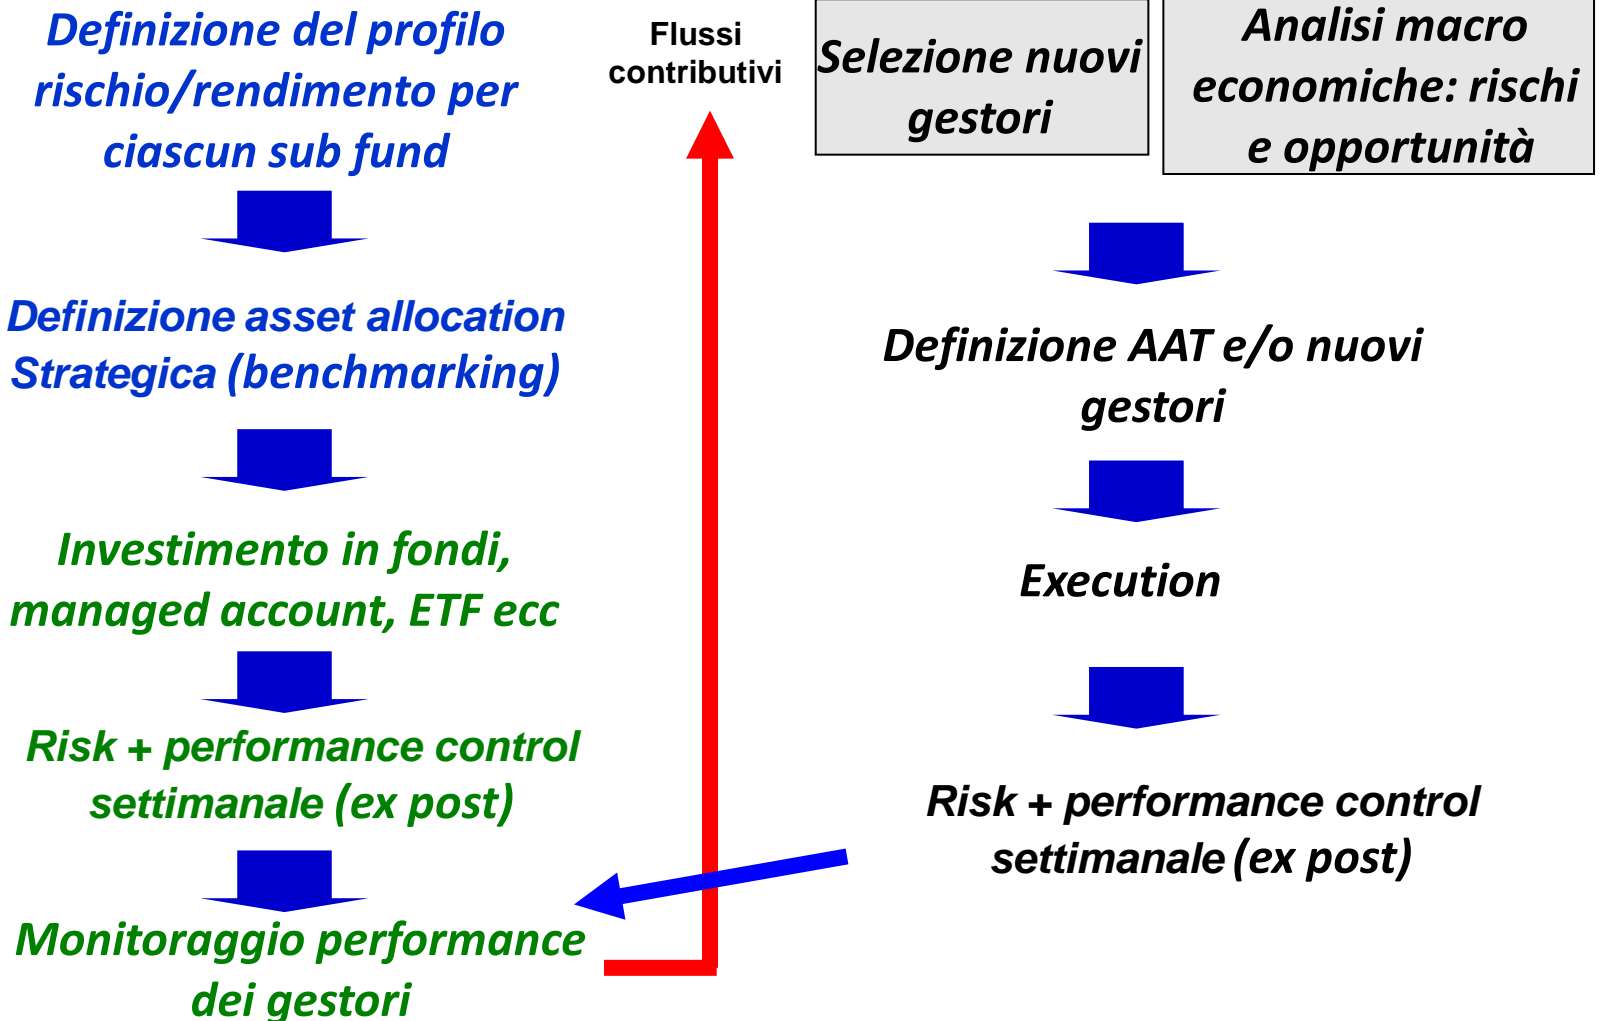 Definizione del profilo
rischio/rendimento per
ciascun sub fund
Definizione asset allocation
Strategica (benchmarking)
Investimento in fondi,
managed account, ETF ecc
Risk + performance control
settimanale (ex post)
Monitoraggio performance
dei gestori
Flussi
contributivi
Selezione nuovi
gestori
Analisi macro
economiche: rischi
e opportunità
Definizione AAT e/o nuovi
gestori
Execution
Risk + performance control
settimanale (ex post)